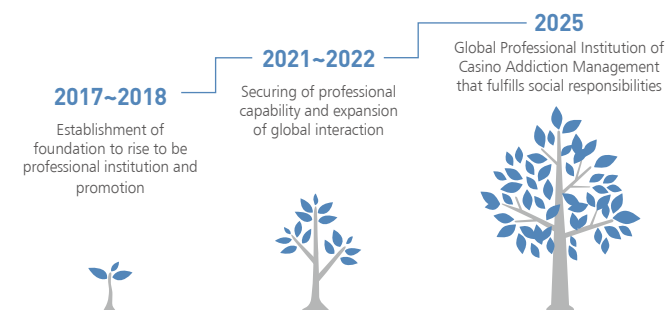 2017~2018
Establishment of
foundation to rise to be
professional institution and
promotion
2021~2022
Securing of professional
capability and expansion
of global interaction
2025
Global Professional Institution of
Casino Addiction Management
that fulfills social responsibilities